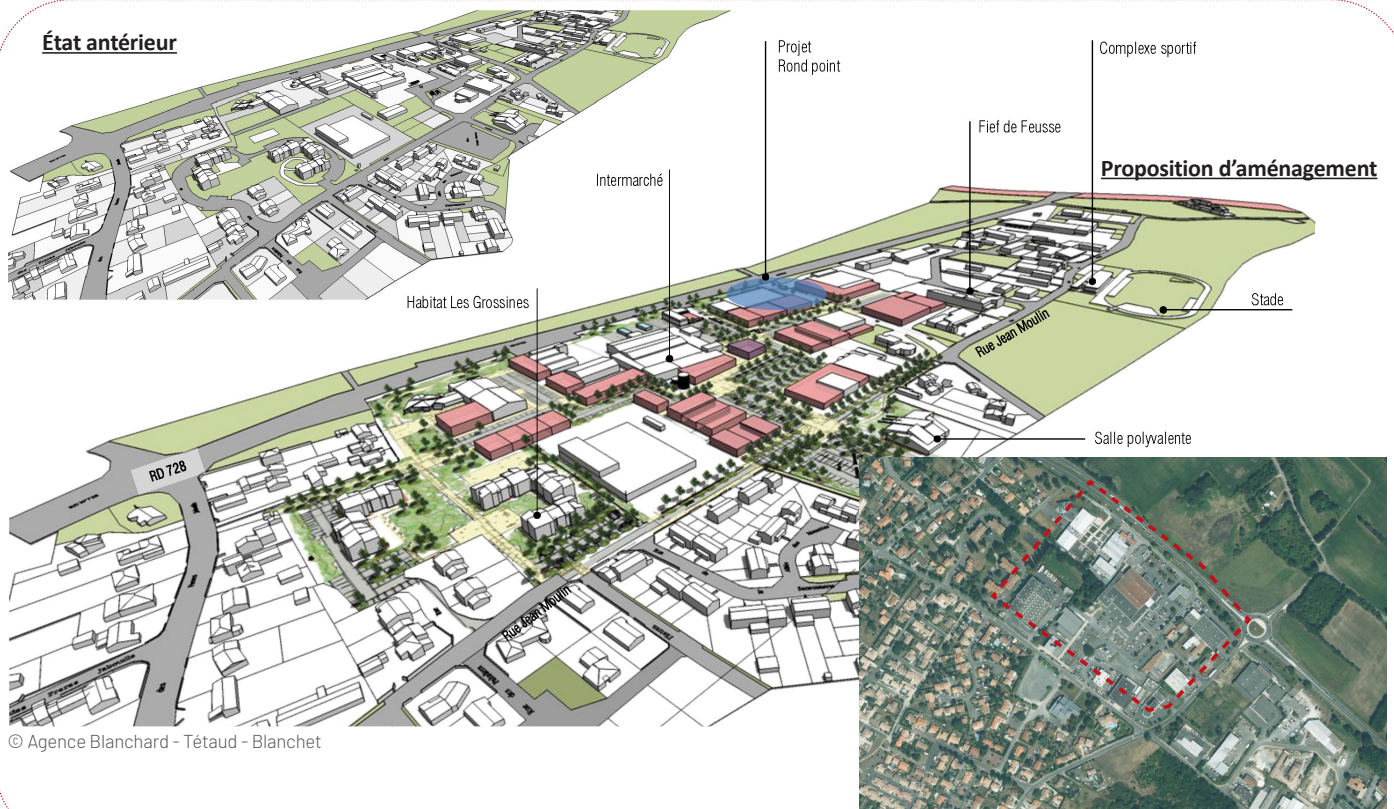 État antérieur
Projet
Rond point
Complexe sportif
Fief de Feusse
Proposition d’aménagement
Intermarché
Habitat Les Grossines
Stade
Rue Jean Moulin
Salle polyvalente
RD 728
Rue Jean Moulin
© Agence Blanchard - Tétaud - Blanchet